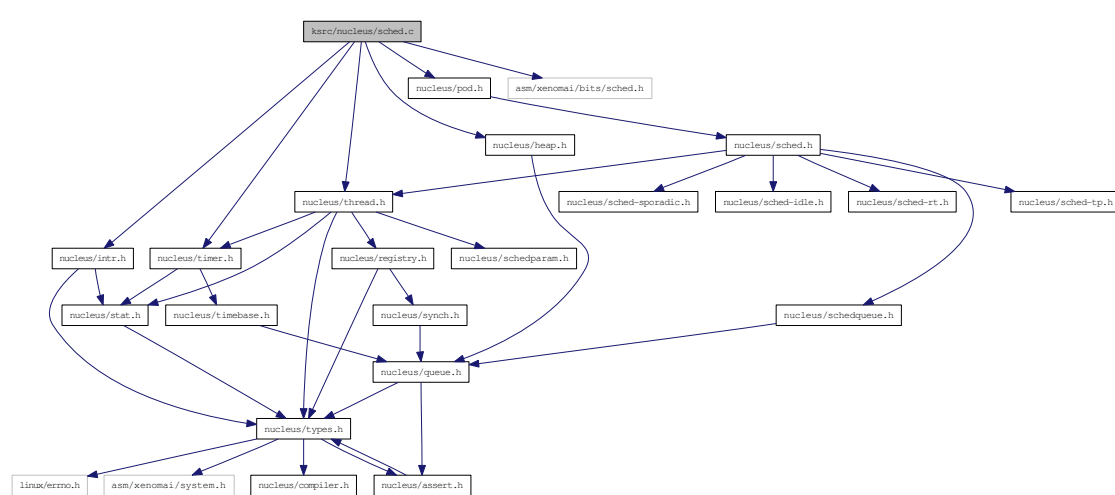 ksrc/nucleus/sched.c
nucleus/pod.h
asm/xenomai/bits/sched.h
nucleus/heap.h
nucleus/sched.h
nucleus/thread.h
nucleus/sched-sporadic.h
nucleus/sched-idle.h
nucleus/sched-rt.h
nucleus/sched-tp.h
nucleus/intr.h
nucleus/timer.h
nucleus/registry.h
nucleus/schedparam.h
nucleus/stat.h
nucleus/timebase.h
nucleus/synch.h
nucleus/schedqueue.h
nucleus/queue.h
nucleus/types.h
linux/errno.h
asm/xenomai/system.h
nucleus/compiler.h
nucleus/assert.h